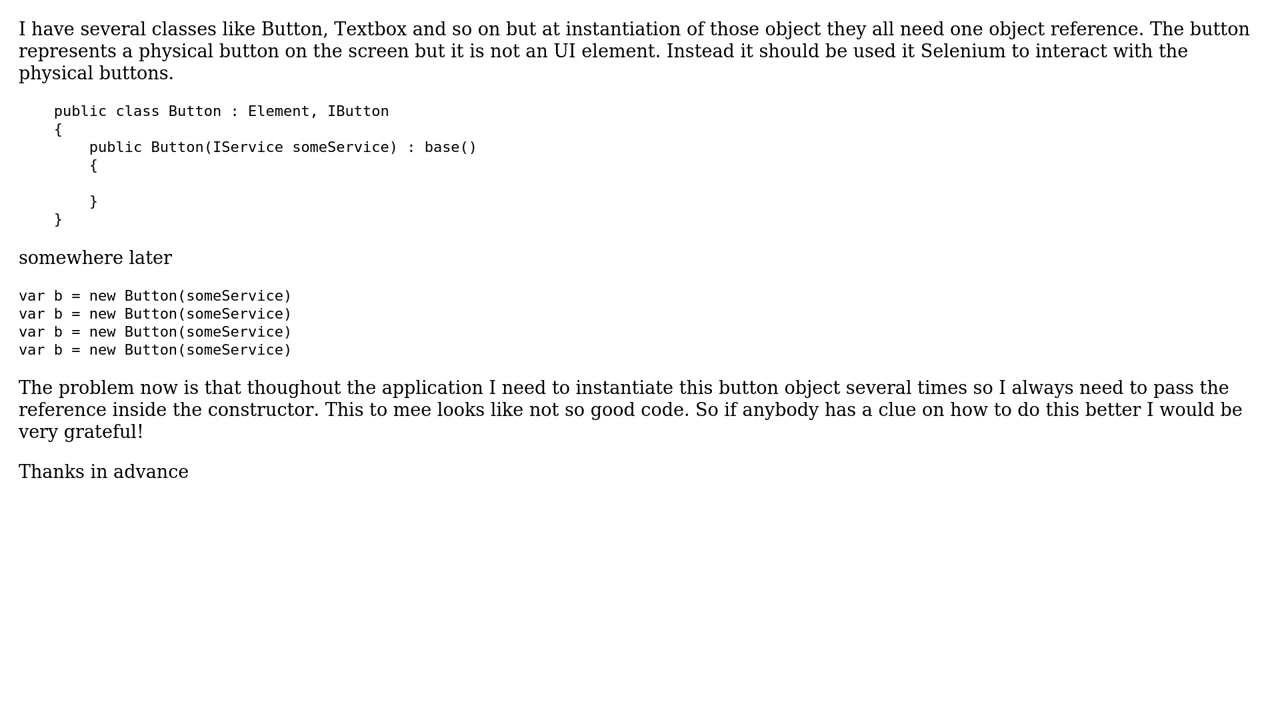 I have several classes like Button, Textbox and so on but at instantiation of those object they all need one object reference. The button
represents a physical button on the screen but it is not an UI element. Instead it should be used it Selenium to interact with the
physical buttons.
public class Button : Element, IButton
{
public Button(IService someService) : base()
{
}
}
somewhere later
var b = new Button(someService)
var b = new Button(someService)
var b = new Button(someService)
var b = new Button(someService)
The problem now is that thoughout the application I need to instantiate this button object several times so I always need to pass the
reference inside the constructor. This to mee looks like not so good code. So if anybody has a clue on how to do this better I would be
very grateful!
Thanks in advance